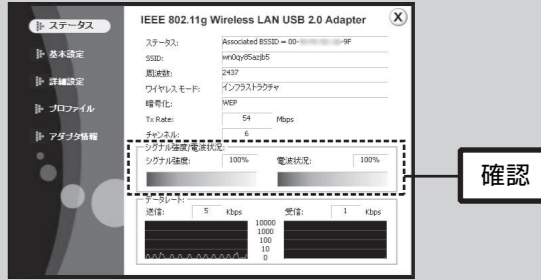 IEEE 802.11g Wireless LAN USB 2.0 Adapter
X
ステータス
基本設定
詳細設定
プロファイル
アダプタ情報
ステータス: Associated BSSID = 00- -9F
SSID: wn0qy85azjb5
周波数: 2437
ワイヤレスモード: インフラストラクチャ
暗号化: WEP
Tx Rate: 54 Mbps
チャンネル: 6
シグナル強度/電波状況:
シグナル強度: 100% 電波状況: 100%
確認
データレート:
送信: 5 Kbps 受信: 1 Kbps
10000
1000
100
10
0